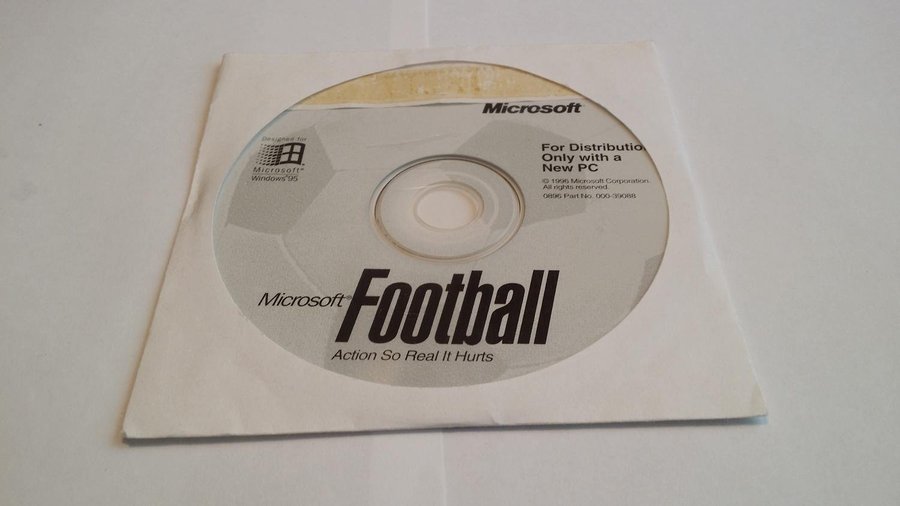 Microsoft
Designed for
Microsoft®
Windows®95
For Distributio
Only with a
New PC
© 1996 Microsoft Corporation
All rights reserved.
0896 Part No. 000-39088
Microsoft® Football
Action So Real It Hurts